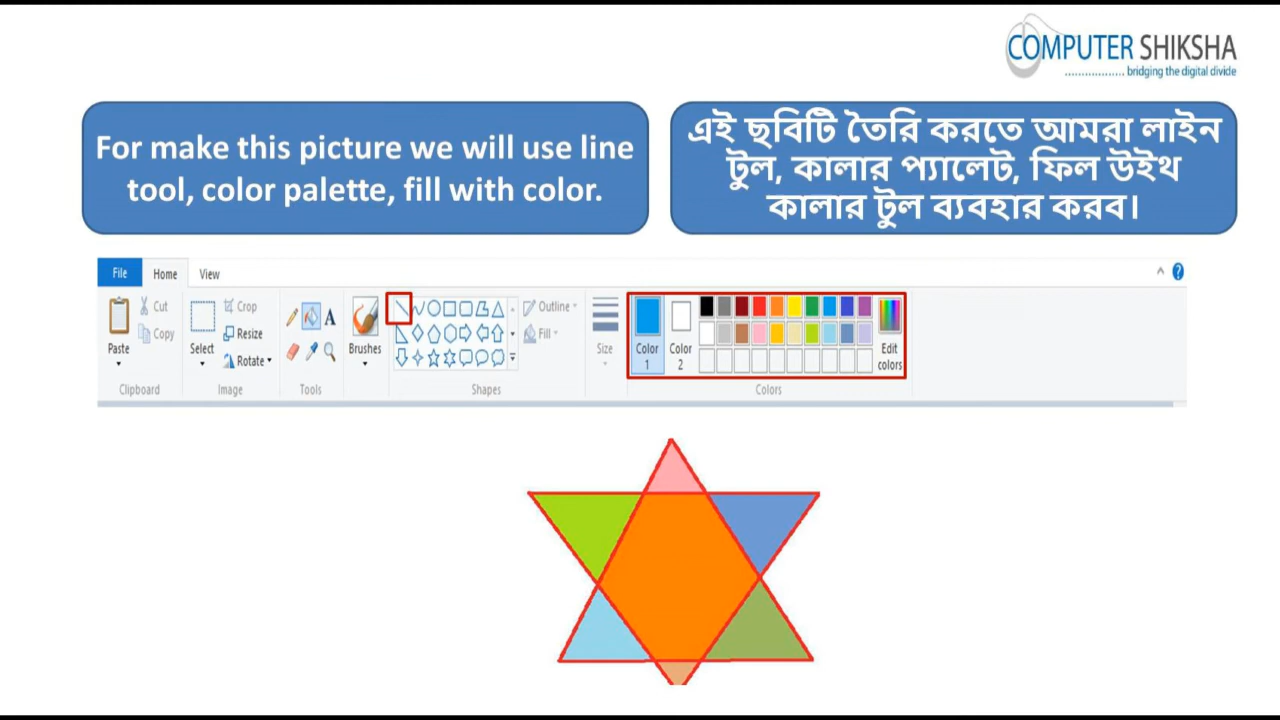 COMPUTER SHIKSHA
bridging the digital divide
For make this picture we will use line
tool, color palette, fill with color.
এই ছবিটি তৈরি করতে আমরা লাইন
টুল, কালার প্যালেট, ফিল উইথ
কালার টুল ব্যবহার করব।
File Home View
Cut
Copy
Paste
Clipboard
Crop
Resize
Rotate
Select
Image
A
Tools
Brushes
Outline
Fill
Shapes
Size
Color 1
Color 2
Edit colors
Colors